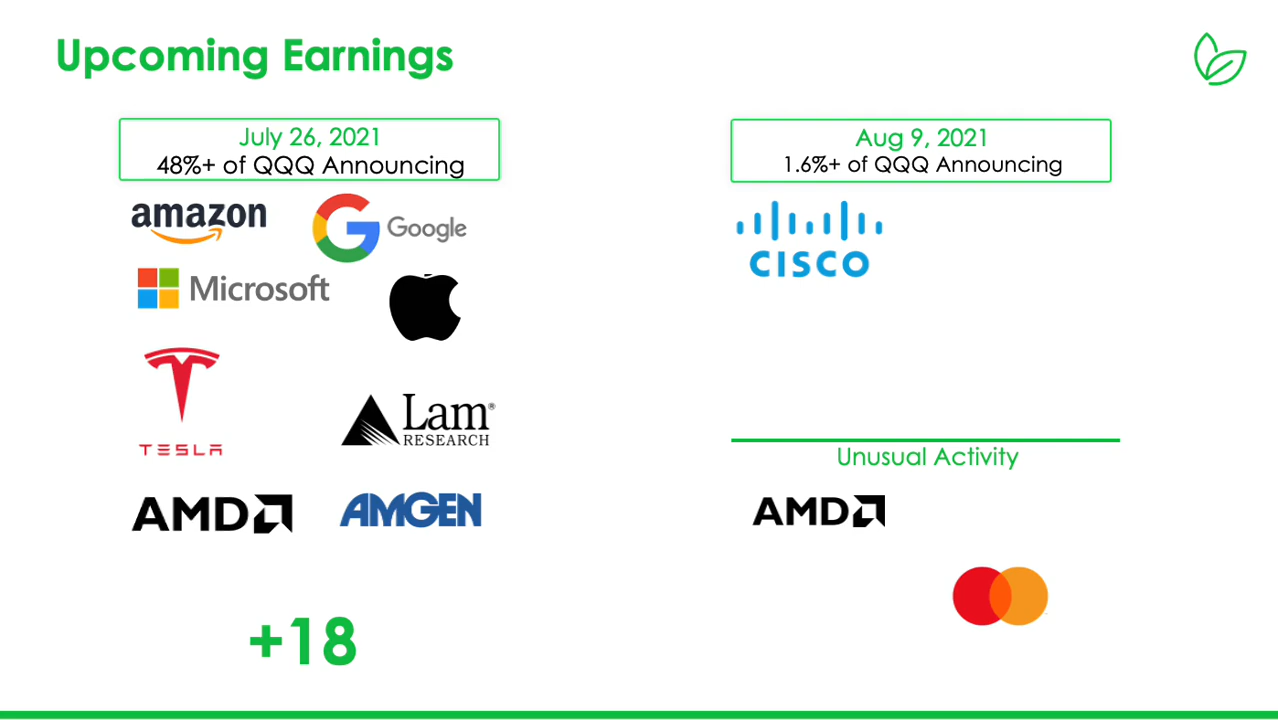 Upcoming Earnings
July 26, 2021
48%+ of QQQ Announcing
amazon
Google
Microsoft
TESLA
Lam®
RESEARCH
AMD
AMGEN
+18
Aug 9, 2021
1.6%+ of QQQ Announcing
CISCO
Unusual Activity
AMD